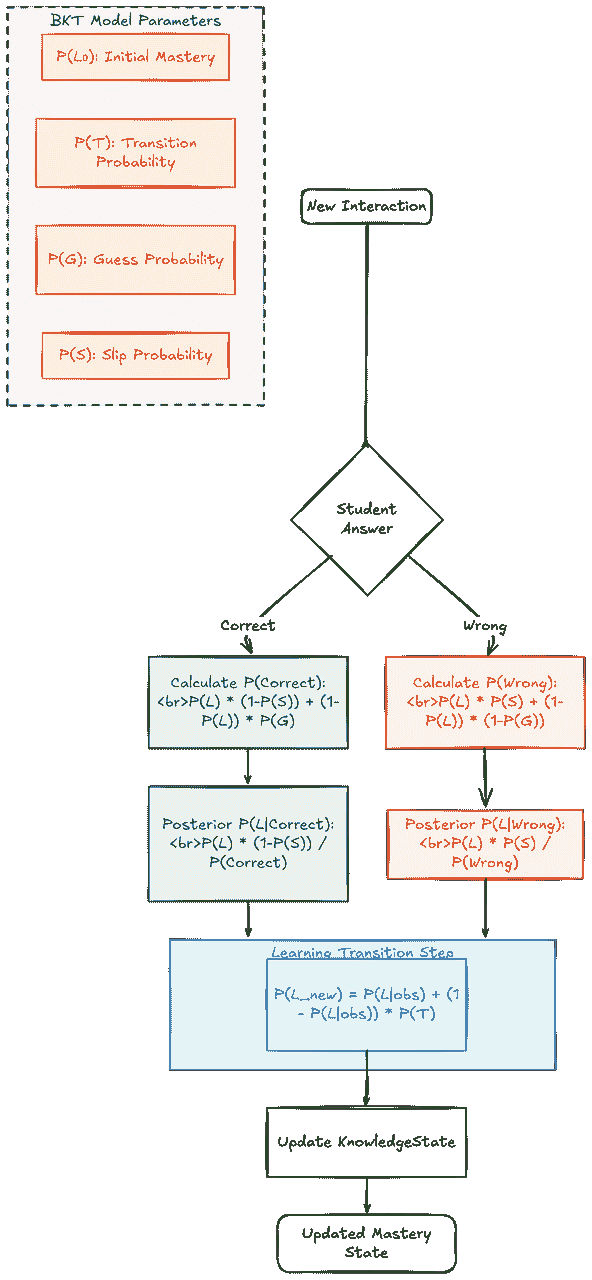 BKT Model Parameters
P(L0): Initial Mastery
P(T): Transition
Probability
P(G): Guess Probability
P(S): Slip Probability
New Interaction
Student
Answer
Correct
Wrong
Calculate P(Correct):
<br>P(L) * (1-P(S)) + (1-
P(L)) * P(G)
Calculate P(Wrong):
<br>P(L) * P(S) + (1-
P(L)) * (1-P(G))
Posterior P(L|Correct):
<br>P(L) * (1-P(S)) /
P(Correct)
Posterior P(L|Wrong):
<br>P(L) * P(S) /
P(Wrong)
Learning Transition Step
P(L_new) = P(L|obs) + (1
- P(L|obs)) * P(T)
Update KnowledgeState
Updated Mastery
State